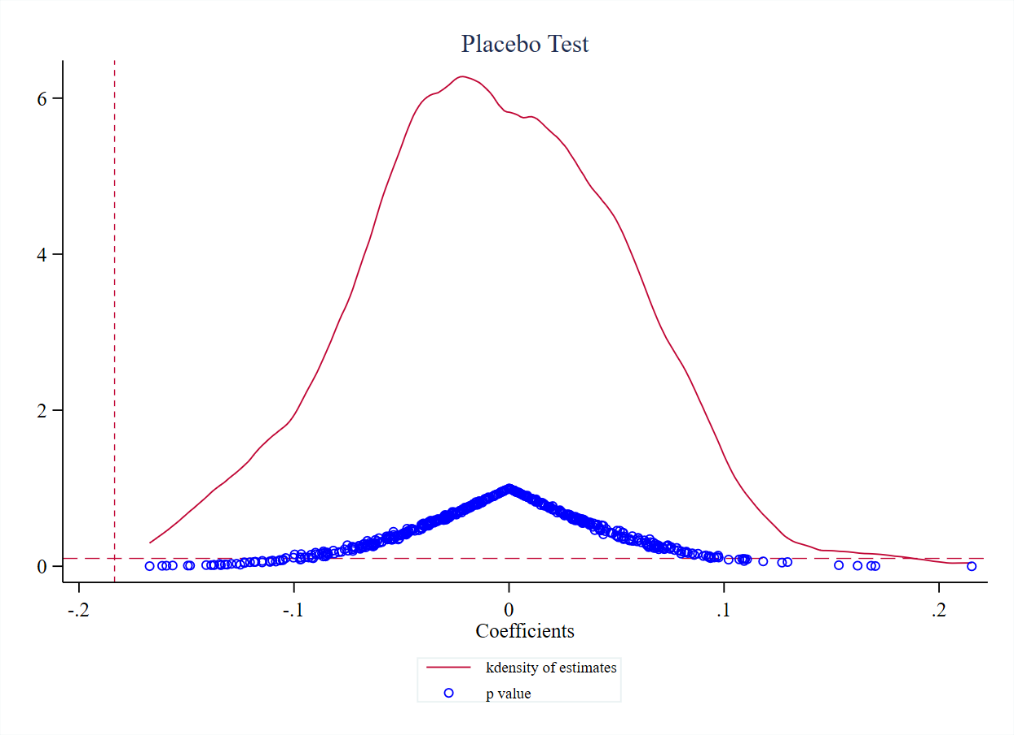 Placebo Test
6
4
2
0
-.2 -.1 0 .1 .2
Coefficients
kdensity of estimates
p value